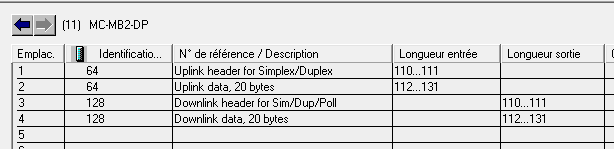 (11) MC-MB2-DP
Emplac. Identificatio... N° de référence / Description Longueur entrée Longueur sortie
1 64 Uplink header for Simplex/Duplex 110...111
2 64 Uplink data, 20 bytes 112...131
3 128 Downlink header for Sim/Dup/Poll 110...111
4 128 Downlink data, 20 bytes 112...131
5